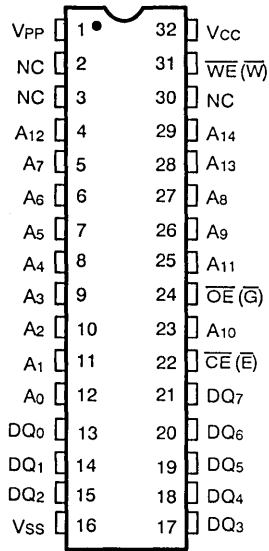 VPP 1 32 VCC
NC 2 31 W̅E̅ (W̅)
NC 3 30 NC
A12 4 29 A14
A7 5 28 A13
A6 6 27 A8
A5 7 26 A9
A4 8 25 A11
A3 9 24 O̅E̅ (G̅)
A2 10 23 A10
A1 11 22 C̅E̅ (E̅)
A0 12 21 DQ7
DQ0 13 20 DQ6
DQ1 14 19 DQ5
DQ2 15 18 DQ4
VSS 16 17 DQ3